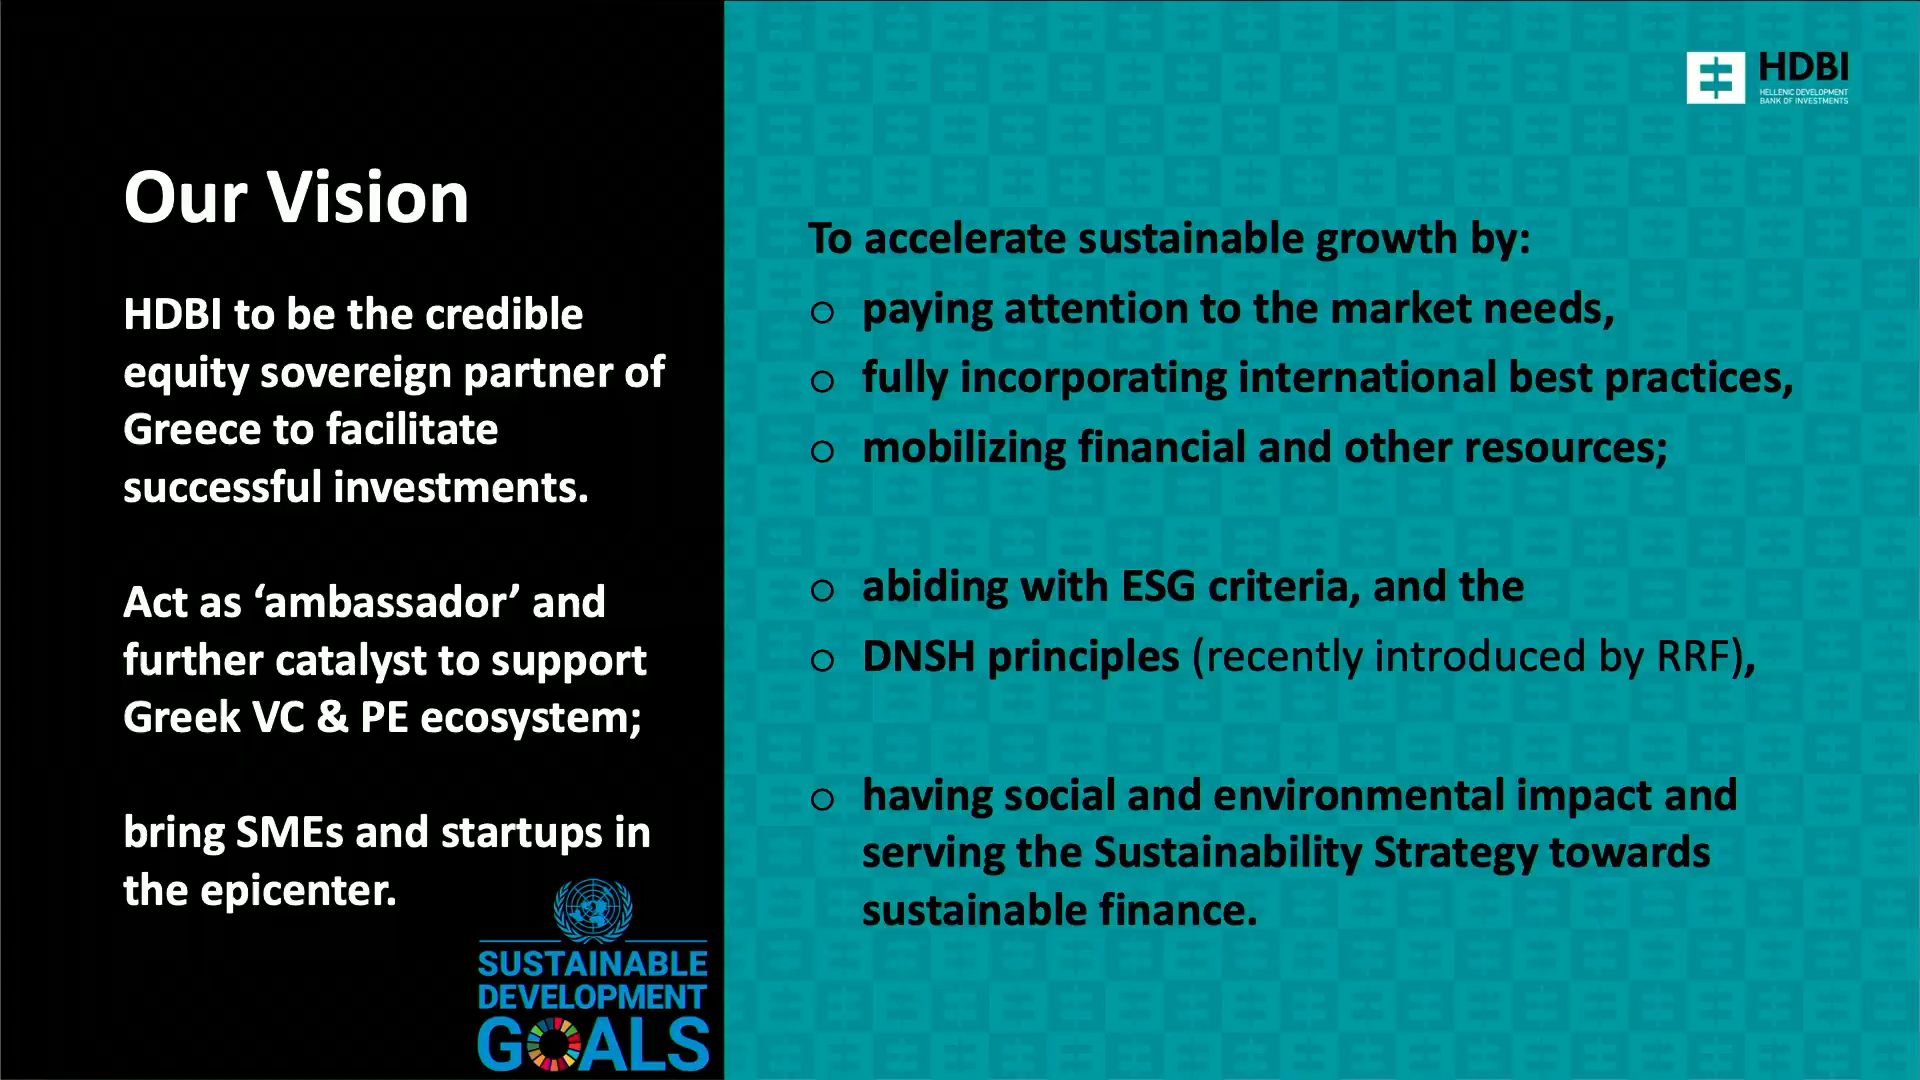 Our Vision
HDBI to be the credible
equity sovereign partner of
Greece to facilitate
successful investments.
Act as ‘ambassador’ and
further catalyst to support
Greek VC & PE ecosystem;
bring SMEs and startups in
the epicenter.
SUSTAINABLE
DEVELOPMENT
GOALS
HDBI
HELLENIC DEVELOPMENT
BANK OF INVESTMENTS
To accelerate sustainable growth by:
o paying attention to the market needs,
o fully incorporating international best practices,
o mobilizing financial and other resources;
o abiding with ESG criteria, and the
o DNSH principles (recently introduced by RRF),
o having social and environmental impact and
serving the Sustainability Strategy towards
sustainable finance.